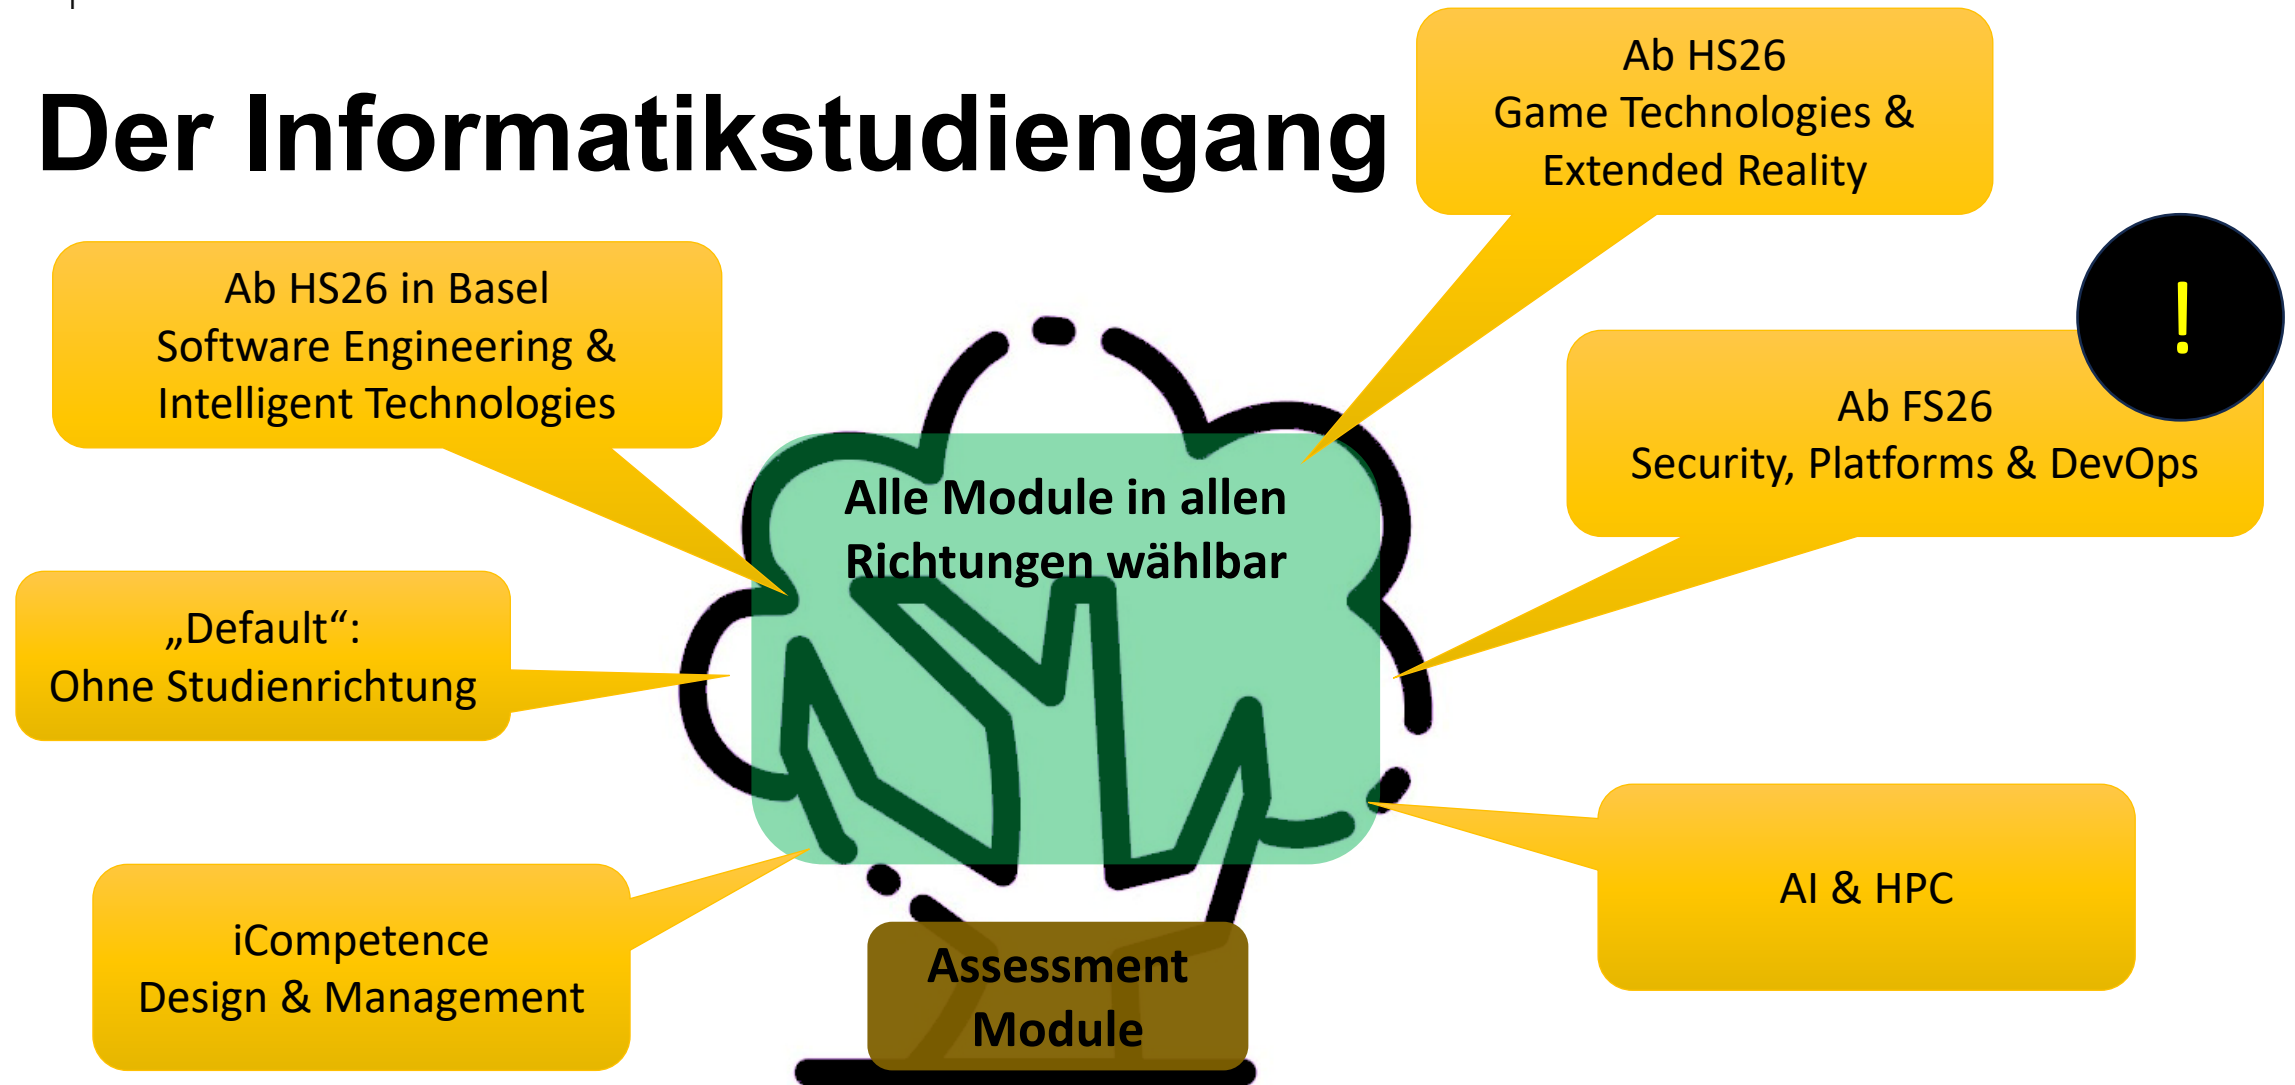 Der Informatikstudiengang
Ab HS26
Game Technologies &
Extended Reality
Ab HS26 in Basel
Software Engineering &
Intelligent Technologies
!
Ab FS26
Security, Platforms & DevOps
Alle Module in allen
Richtungen wählbar
„Default“:
Ohne Studienrichtung
AI & HPC
iCompetence
Design & Management
Assessment
Module